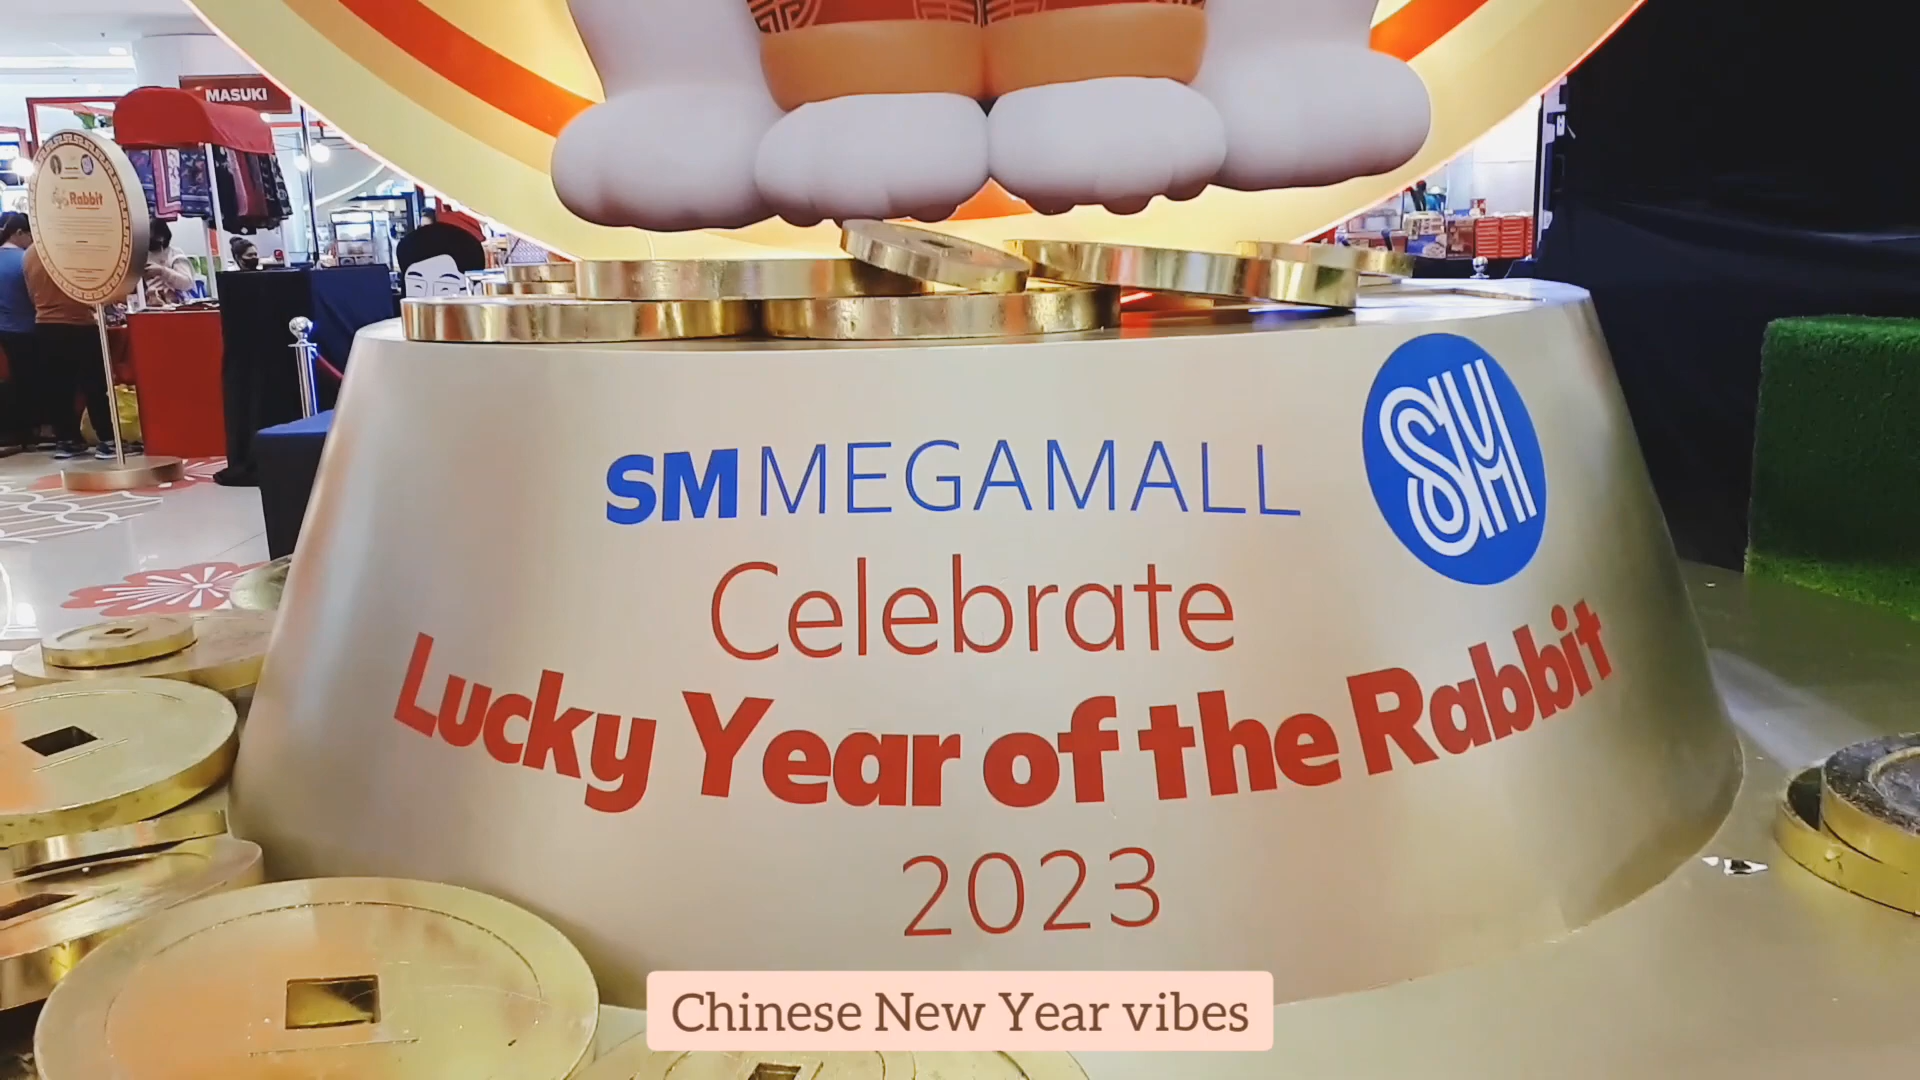 MASUKI
Rabbit
SM MEGAMALL
SM
Celebrate
Lucky Year of the Rabbit
2023
Chinese New Year vibes